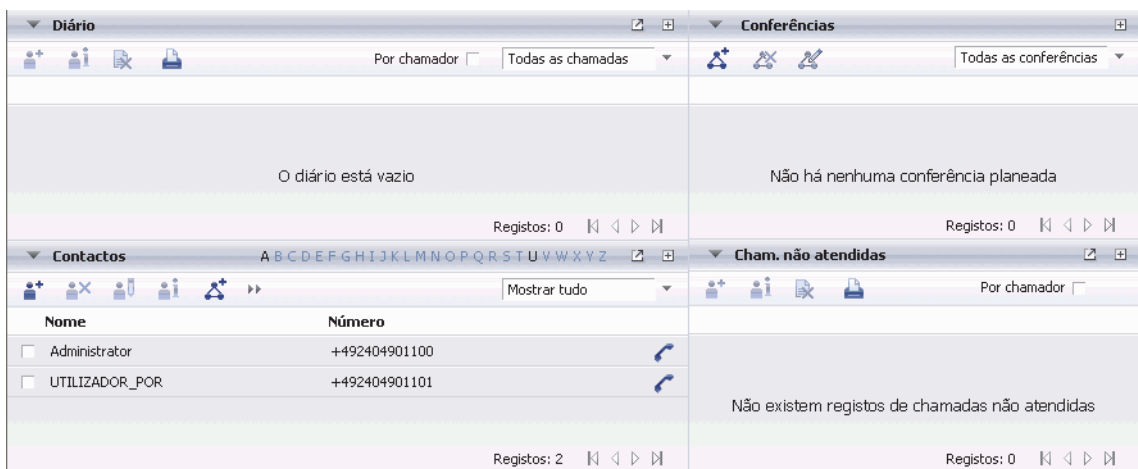 Diário
Por chamador
Todas as chamadas
O diário está vazio
Registos: 0
Conferências
Todas as conferências
Não há nenhuma conferência planeada
Registos: 0
Contactos
A B C D E F G H I J K L M N O P Q R S T U V W X Y Z
Mostrar tudo
Nome Número
Administrator +492404901100
UTILIZADOR_POR +492404901101
Registos: 2
Cham. não atendidas
Por chamador
Não existem registos de chamadas não atendidas
Registos: 0